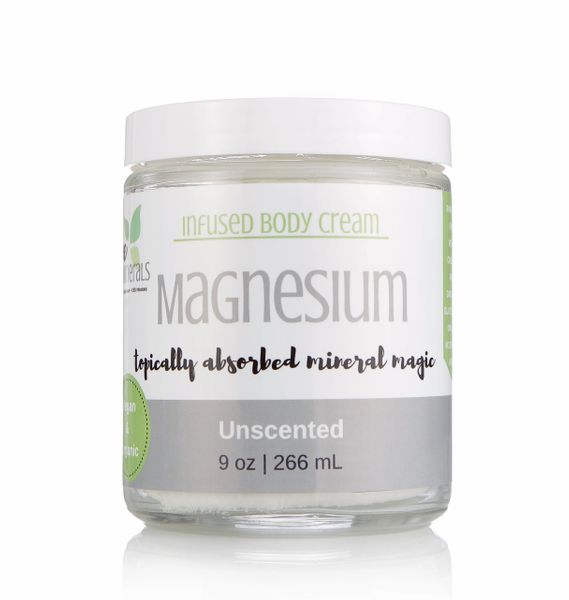 Infused Body Cream
Magnesium
topically absorbed mineral magic
Unscented
9 oz | 266 mL
&